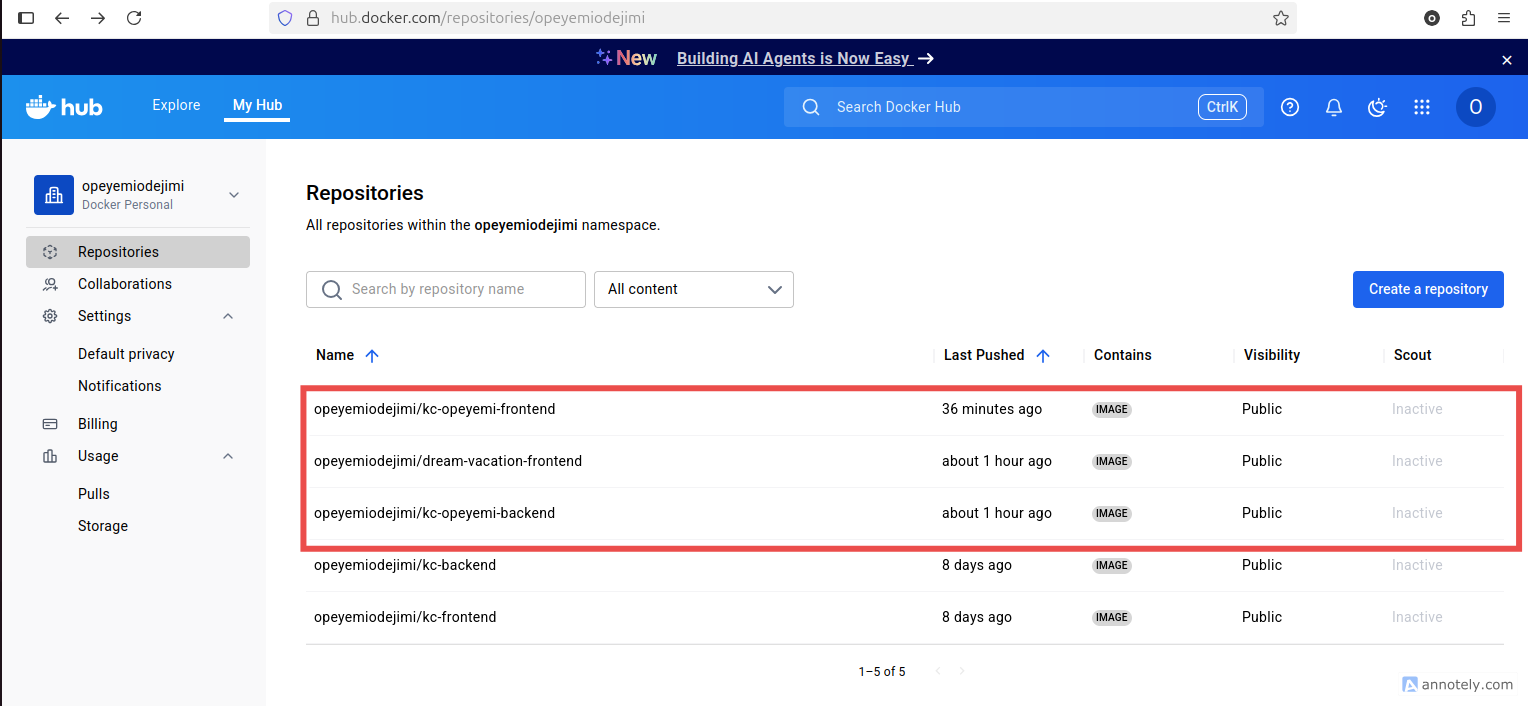 hub.docker.com/repositories/opeyemiodejimi
New Building AI Agents is Now Easy →
hub Explore My Hub Search Docker Hub CtrlK O
opeyemiodejimi
Docker Personal
Repositories
Collaborations
Settings
Default privacy
Notifications
Billing
Usage
Pulls
Storage
Repositories
All repositories within the opeyemiodejimi namespace.
Search by repository name All content Create a repository
Name Last Pushed Contains Visibility Scout
opeyemiodejimi/kc-opeyemi-frontend 36 minutes ago IMAGE Public Inactive
opeyemiodejimi/dream-vacation-frontend about 1 hour ago IMAGE Public Inactive
opeyemiodejimi/kc-opeyemi-backend about 1 hour ago IMAGE Public Inactive
opeyemiodejimi/kc-backend 8 days ago IMAGE Public Inactive
opeyemiodejimi/kc-frontend 8 days ago IMAGE Public Inactive
1–5 of 5
annotely.com